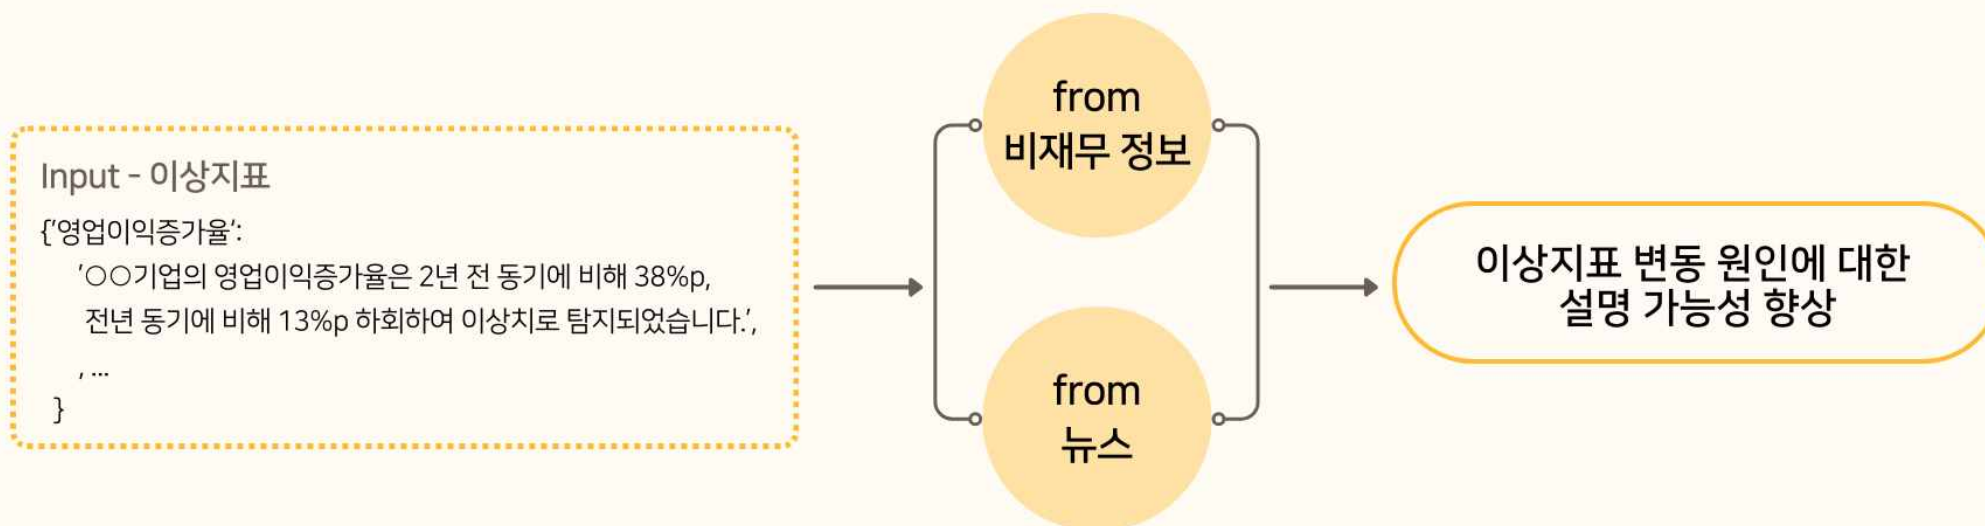 Input - 이상지표
{'영업이익증가율':
'○○기업의 영업이익증가율은 2년 전 동기에 비해 38%p,
전년 동기에 비해 13%p 하회하여 이상치로 탐지되었습니다.',
, ...
}
from
비재무 정보
from
뉴스
이상지표 변동 원인에 대한
설명 가능성 향상